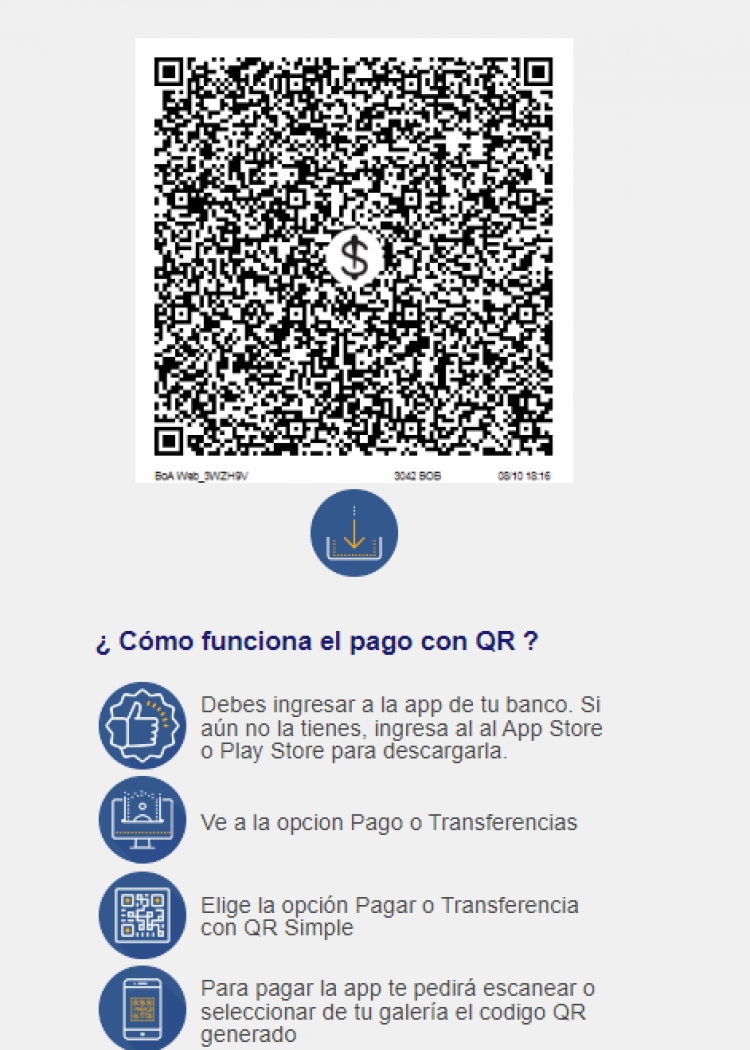 $
BoA Web_3WZH9V 3042 BOB 08/10 18:16
¿ Cómo funciona el pago con QR ?
Debes ingresar a la app de tu banco. Si
aún no la tienes, ingresa al al App Store
o Play Store para descargarla.
Ve a la opcion Pago o Transferencias
Elige la opción Pagar o Transferencia
con QR Simple
Para pagar la app te pedirá escanear o
seleccionar de tu galería el codigo QR
generado